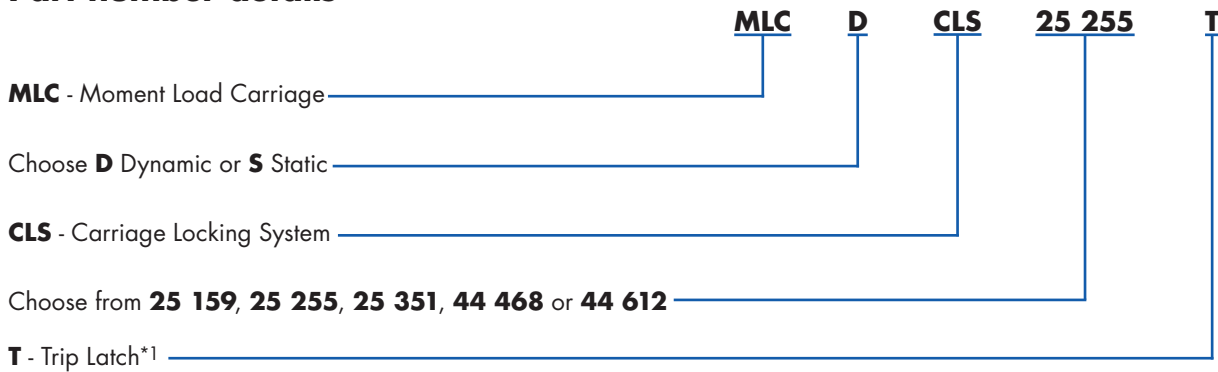 MLC D CLS 25 255 T
MLC - Moment Load Carriage
Choose D Dynamic or S Static
CLS - Carriage Locking System
Choose from 25 159, 25 255, 25 351, 44 468 or 44 612
T - Trip Latch*1